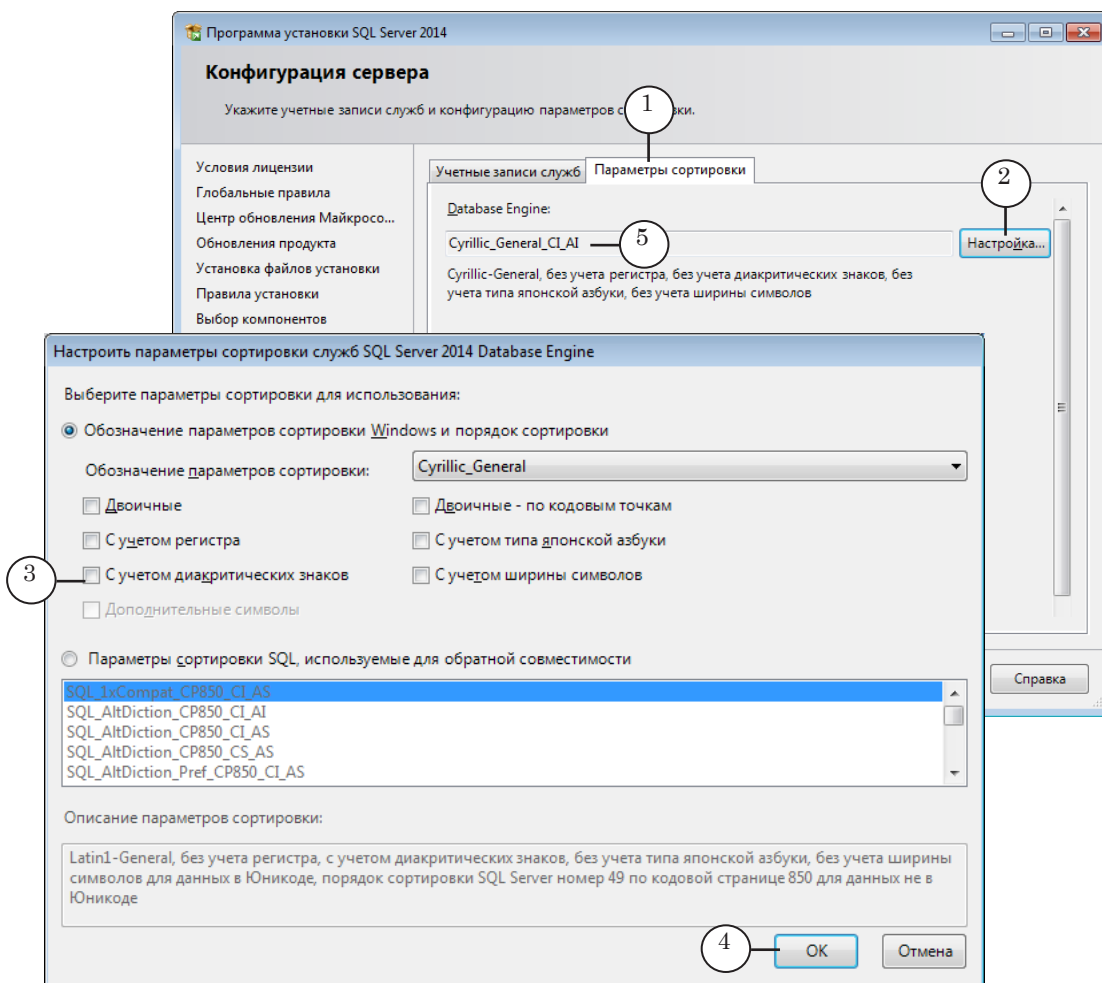 Программа установки SQL Server 2014
Конфигурация сервера
Укажите учетные записи служб и конфигурацию параметров с вки.
1
Условия лицензии
Глобальные правила
Центр обновления Майкросо...
Обновления продукта
Установка файлов установки
Правила установки
Выбор компонентов
Учетные записи служб
Параметры сортировки
2
Database Engine:
Cyrillic_General_CI_AI
5
Настройка...
Cyrillic-General, без учета регистра, без учета диакритических знаков, без
учета типа японской азбуки, без учета ширины символов
Справка
Настроить параметры сортировки служб SQL Server 2014 Database Engine
Выберите параметры сортировки для использования:
Обозначение параметров сортировки Windows и порядок сортировки
Обозначение параметров сортировки:
Cyrillic_General
Двоичные
Двоичные - по кодовым точкам
С учетом регистра
С учетом типа японской азбуки
3
С учетом диакритических знаков
С учетом ширины символов
Дополнительные символы
Параметры сортировки SQL, используемые для обратной совместимости
SQL_1xCompat_CP850_CI_AS
SQL_AltDiction_CP850_CI_AI
SQL_AltDiction_CP850_CI_AS
SQL_AltDiction_CP850_CS_AS
SQL_AltDiction_Pref_CP850_CI_AS
Описание параметров сортировки:
Latin1-General, без учета регистра, с учетом диакритических знаков, без учета типа японской азбуки, без учета ширины
символов для данных в Юникоде, порядок сортировки SQL Server номер 49 по кодовой странице 850 для данных не в
Юникоде
4
ОК
Отмена